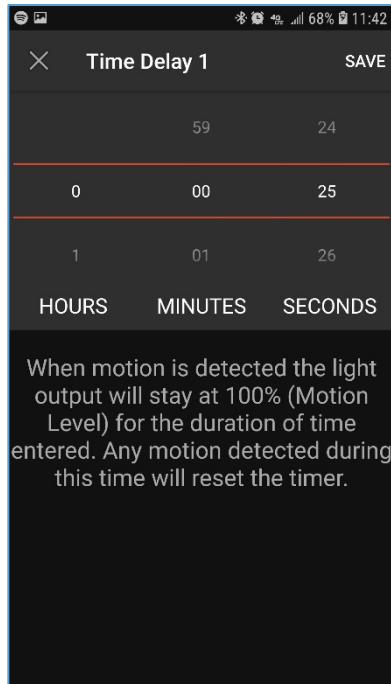 68% 11:42
Time Delay 1 SAVE
59 24
0 00 25
1 01 26
HOURS MINUTES SECONDS
When motion is detected the light
output will stay at 100% (Motion
Level) for the duration of time
entered. Any motion detected during
this time will reset the timer.